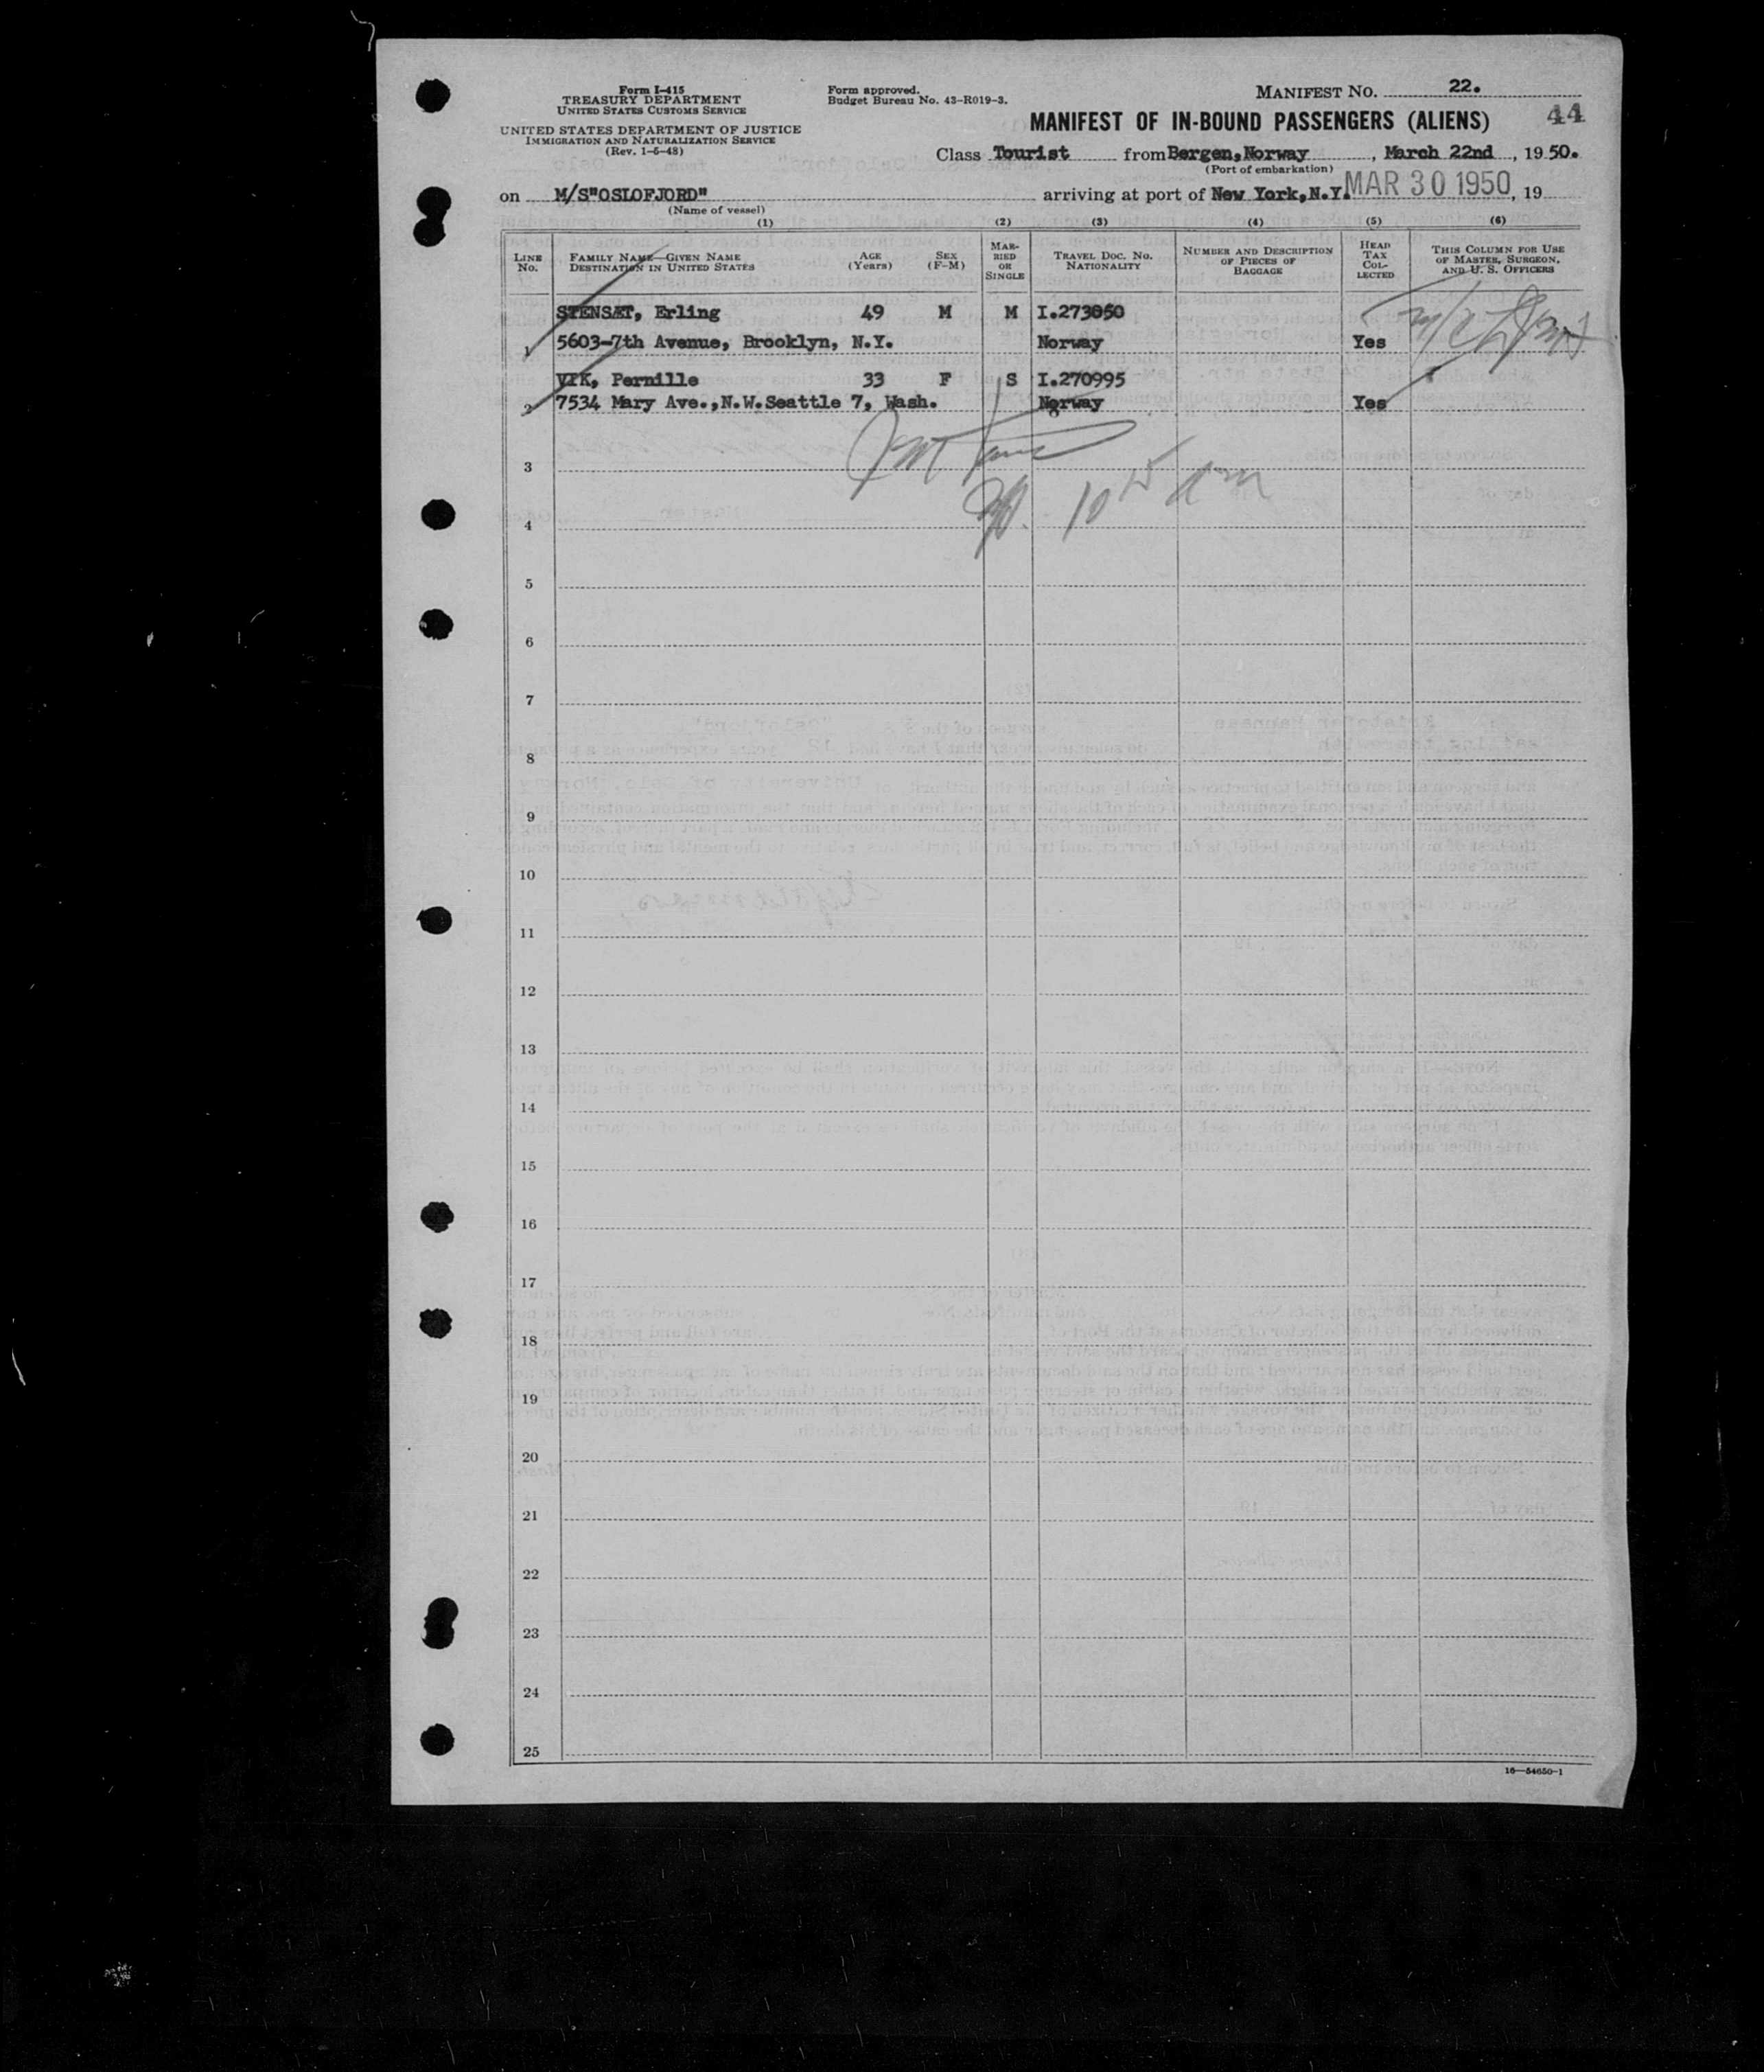 Form I-415
TREASURY DEPARTMENT
UNITED STATES CUSTOMS SERVICE
UNITED STATES DEPARTMENT OF JUSTICE
IMMIGRATION AND NATURALIZATION SERVICE
(Rev. 1-6-48)
Form approved.
Budget Bureau No. 43-R019-3.
MANIFEST NO. 22.
44
MANIFEST OF IN-BOUND PASSENGERS (ALIENS)
Class Tourist from Bergen, Norway, March 22nd, 1950.
(Port of embarkation)
on M/S"OSLOFJORD" arriving at port of New York, N.Y. MAR 30 1950, 19
(Name of vessel)
(1) (2) (3) (4) (5) (6)
LINE No. FAMILY NAME—GIVEN NAME DESTINATION IN UNITED STATES AGE (Years) SEX (F-M) MARRIED OR SINGLE TRAVEL DOC. NO. NATIONALITY NUMBER AND DESCRIPTION OF PIECES OF BAGGAGE HEAD TAX COLLECTED THIS COLUMN FOR USE OF MASTER, SURGEON, AND U. S. OFFICERS
STENSÆT, Erling 49 M M I.273050
1 5603-7th Avenue, Brooklyn, N.Y. Norway Yes
VIK, Pernille 33 F S I.270995
2 7534 Mary Ave.,N.W.Seattle 7, Wash. Norway Yes
3
10 15 am
4
5
6
7
8
9
10
11
12
13
14
15
16
17
18
19
20
21
22
23
24
25
16—54650-1